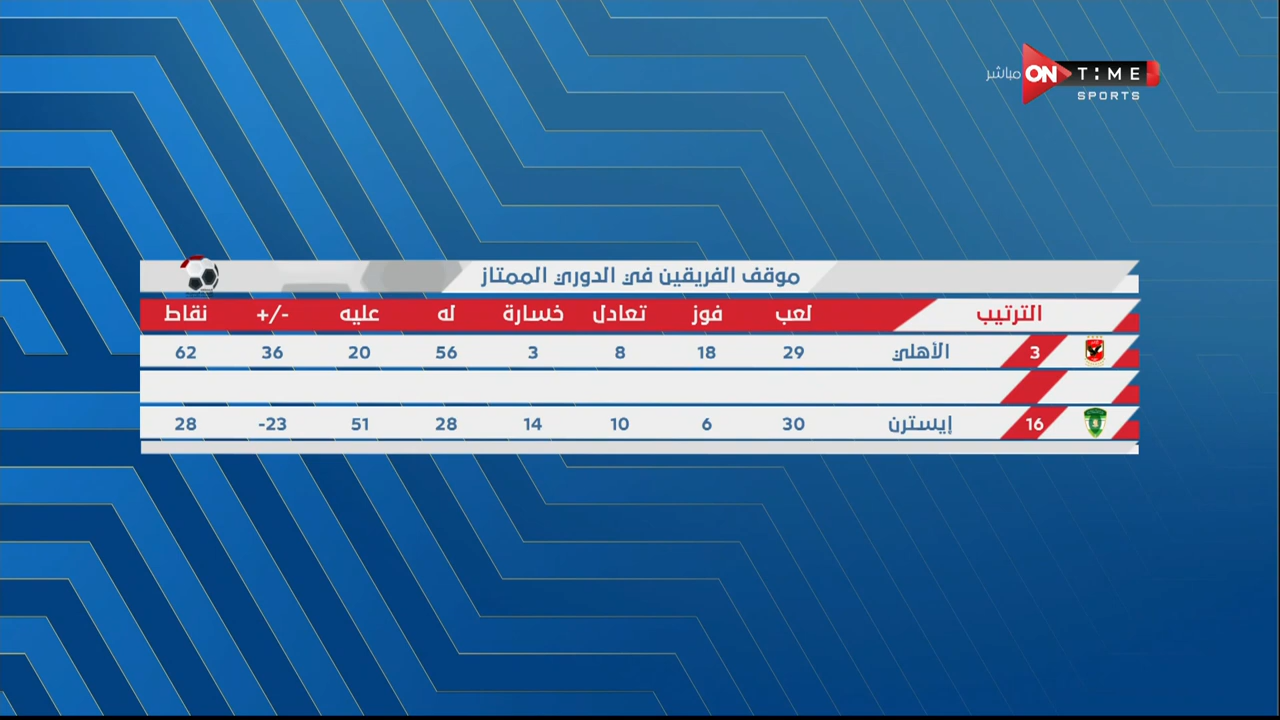 مباشر ON TIME
SPORTS
موقف الفريقين في الدوري الممتاز
الترتيب لعب فوز تعادل خسارة له عليه +/- نقاط
3 الأهلي 29 18 8 3 56 20 36 62
16 إيسترن 30 6 10 14 28 51 -23 28